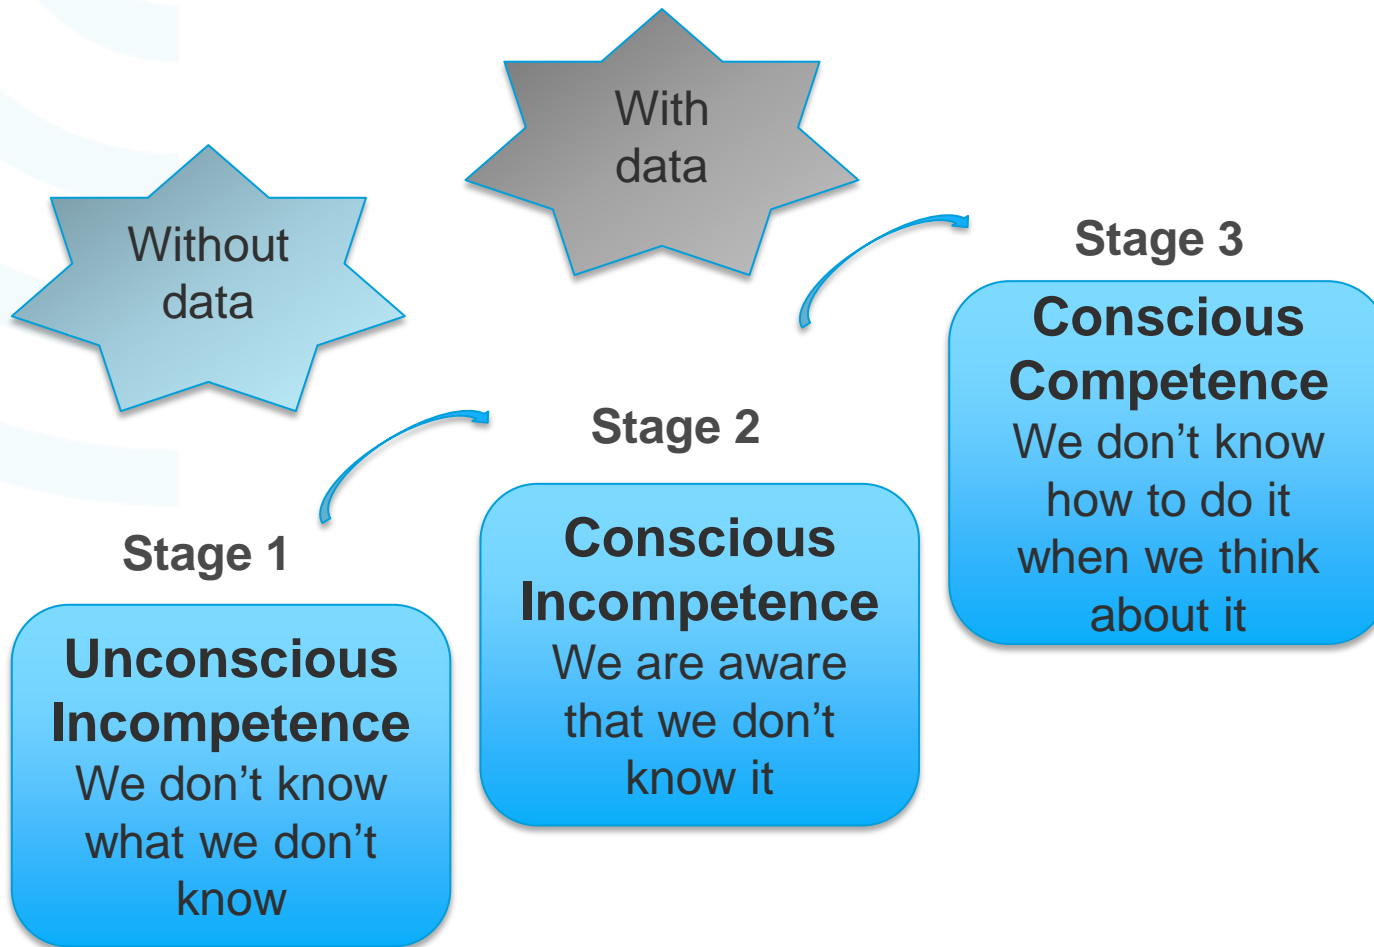 Without
data
With
data
Stage 1
Unconscious
Incompetence
We don’t know
what we don’t
know
Stage 2
Conscious
Incompetence
We are aware
that we don’t
know it
Stage 3
Conscious
Competence
We don’t know
how to do it
when we think
about it